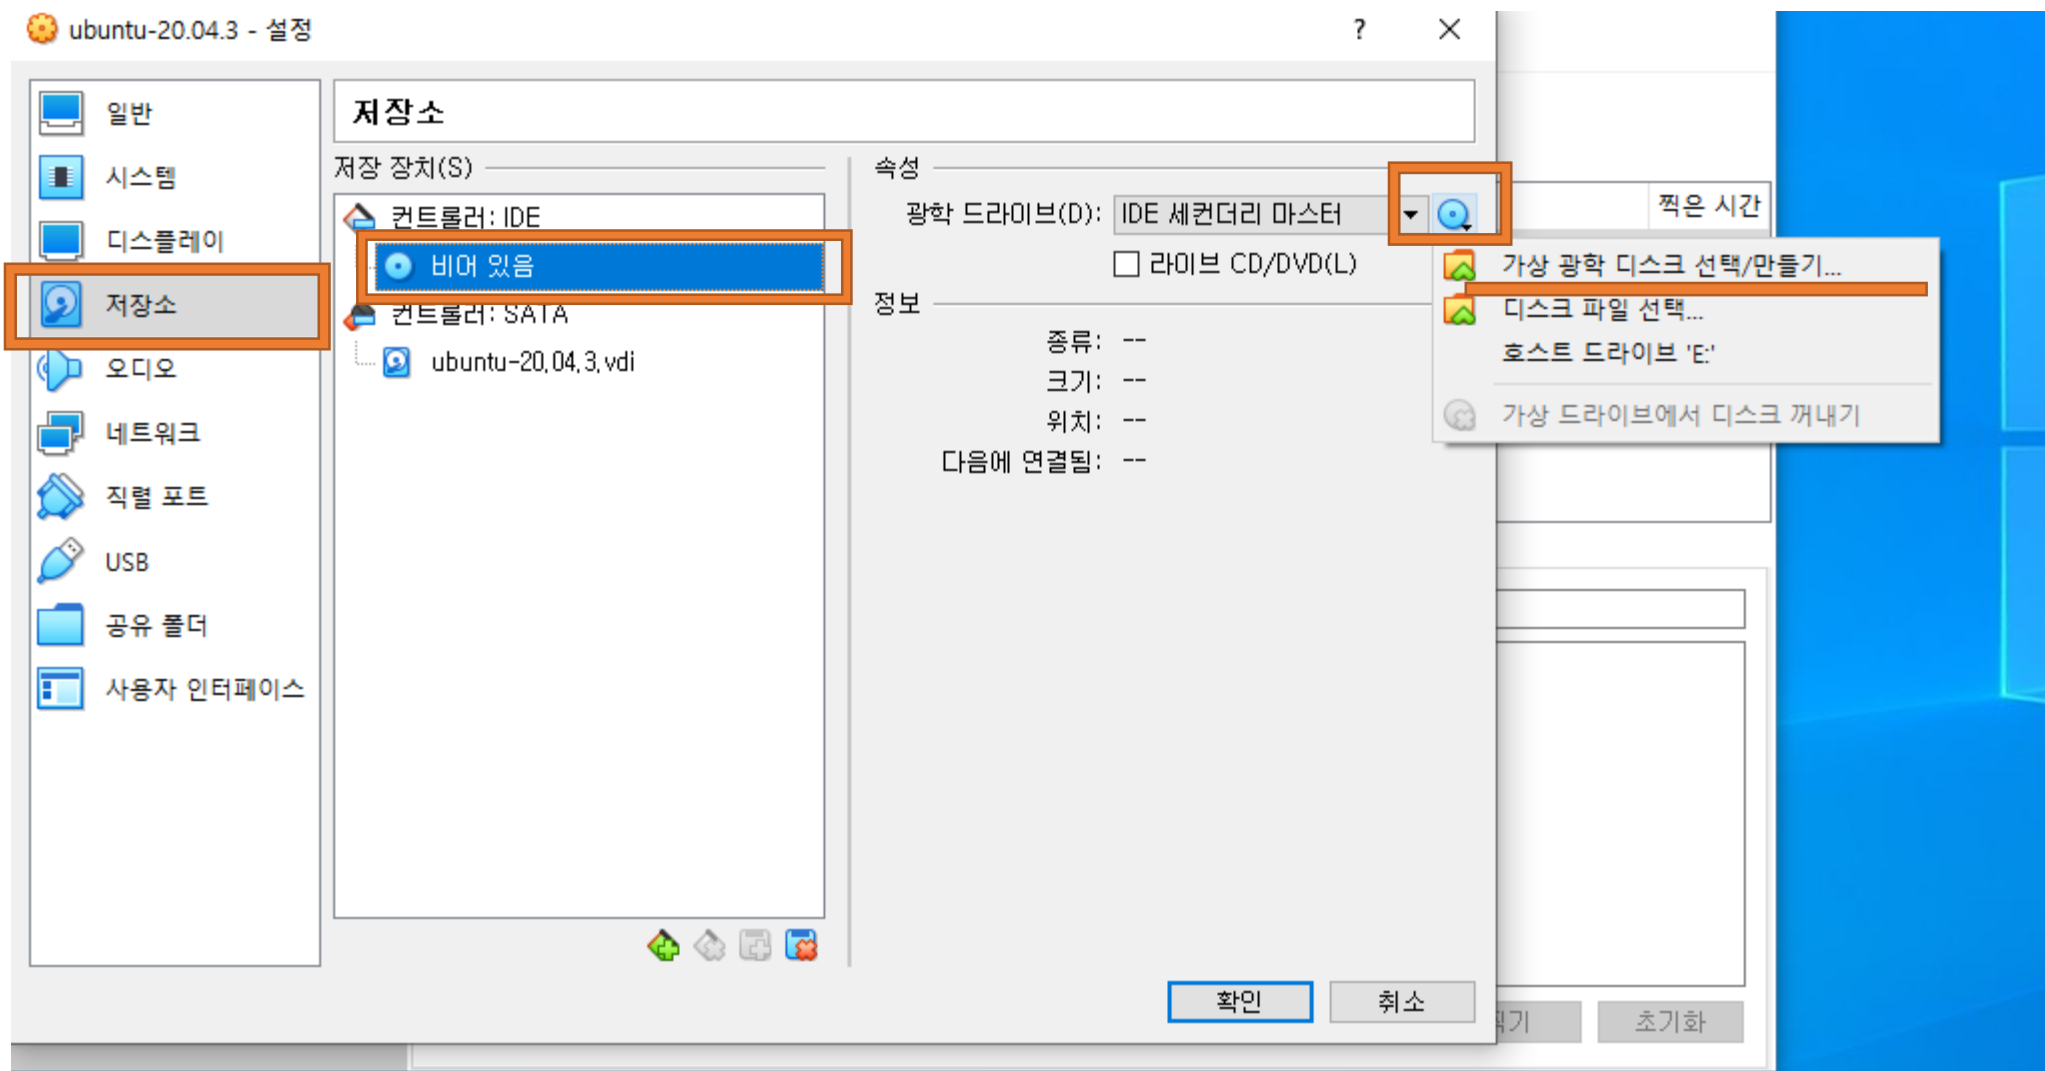 ubuntu-20.04.3 - 설정
?
일반
시스템
디스플레이
저장소
오디오
네트워크
직렬 포트
USB
공유 폴더
사용자 인터페이스
저장소
저장 장치(S)
컨트롤러: IDE
비어 있음
컨트롤러: SATA
ubuntu-20.04.3.vdi
속성
광학 드라이브(D): IDE 세컨더리 마스터
라이브 CD/DVD(L)
정보
종류: --
크기: --
위치: --
다음에 연결됨: --
찍은 시간
가상 광학 디스크 선택/만들기...
디스크 파일 선택...
호스트 드라이브 'E:'
가상 드라이브에서 디스크 꺼내기
확인
취소
초기화